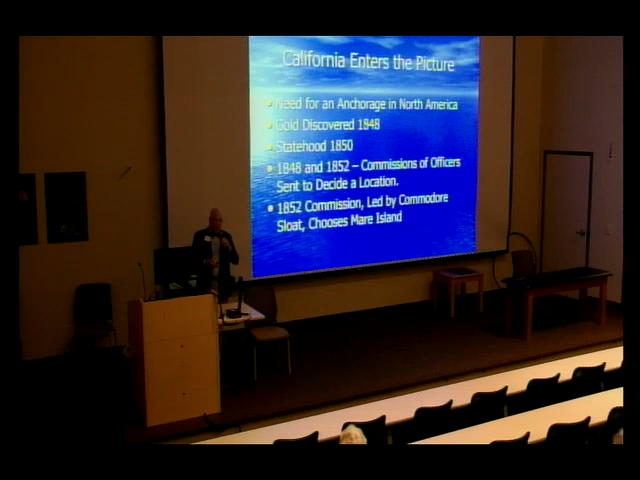 California Enters the Picture
• Need for an Anchorage in North America
• Gold Discovered 1848
• Statehood 1850
• 1848 and 1852 – Commissions of Officers
Sent to Decide a Location.
• 1852 Commission, Led by Commodore
Sloat, Chooses Mare Island